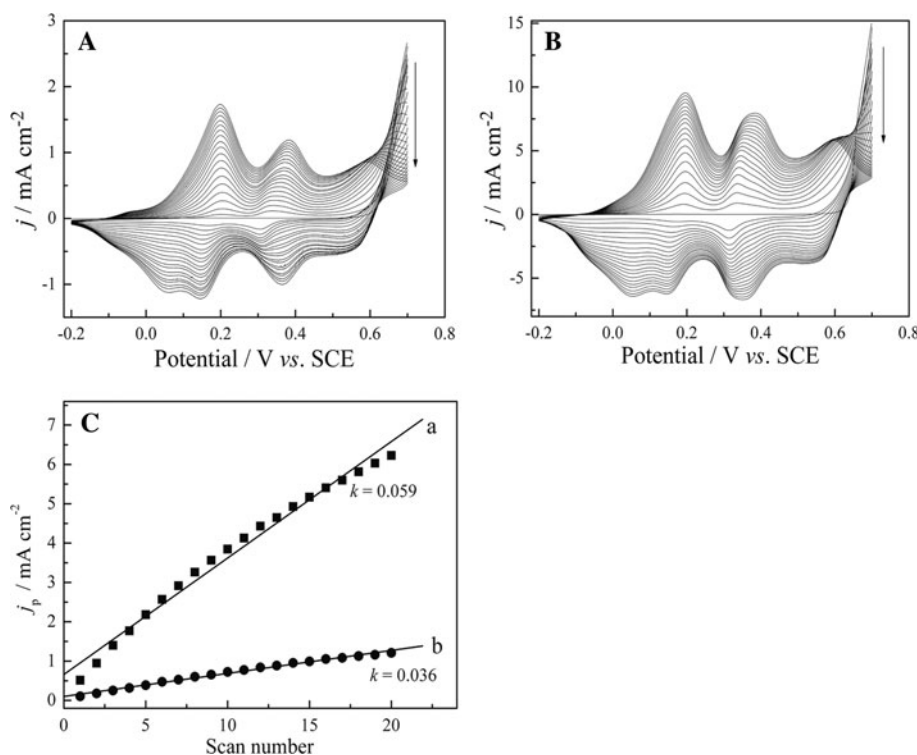 A
j / mA cm-2
3
2
1
0
-1
-0.2 0.0 0.2 0.4 0.6 0.8
Potential / V vs. SCE
B
j / mA cm-2
15
10
5
0
-5
-0.2 0.0 0.2 0.4 0.6 0.8
Potential / V vs. SCE
C
jp / mA cm-2
7
6
5
4
3
2
1
0
a
k = 0.059
b
k = 0.036
0 5 10 15 20
Scan number